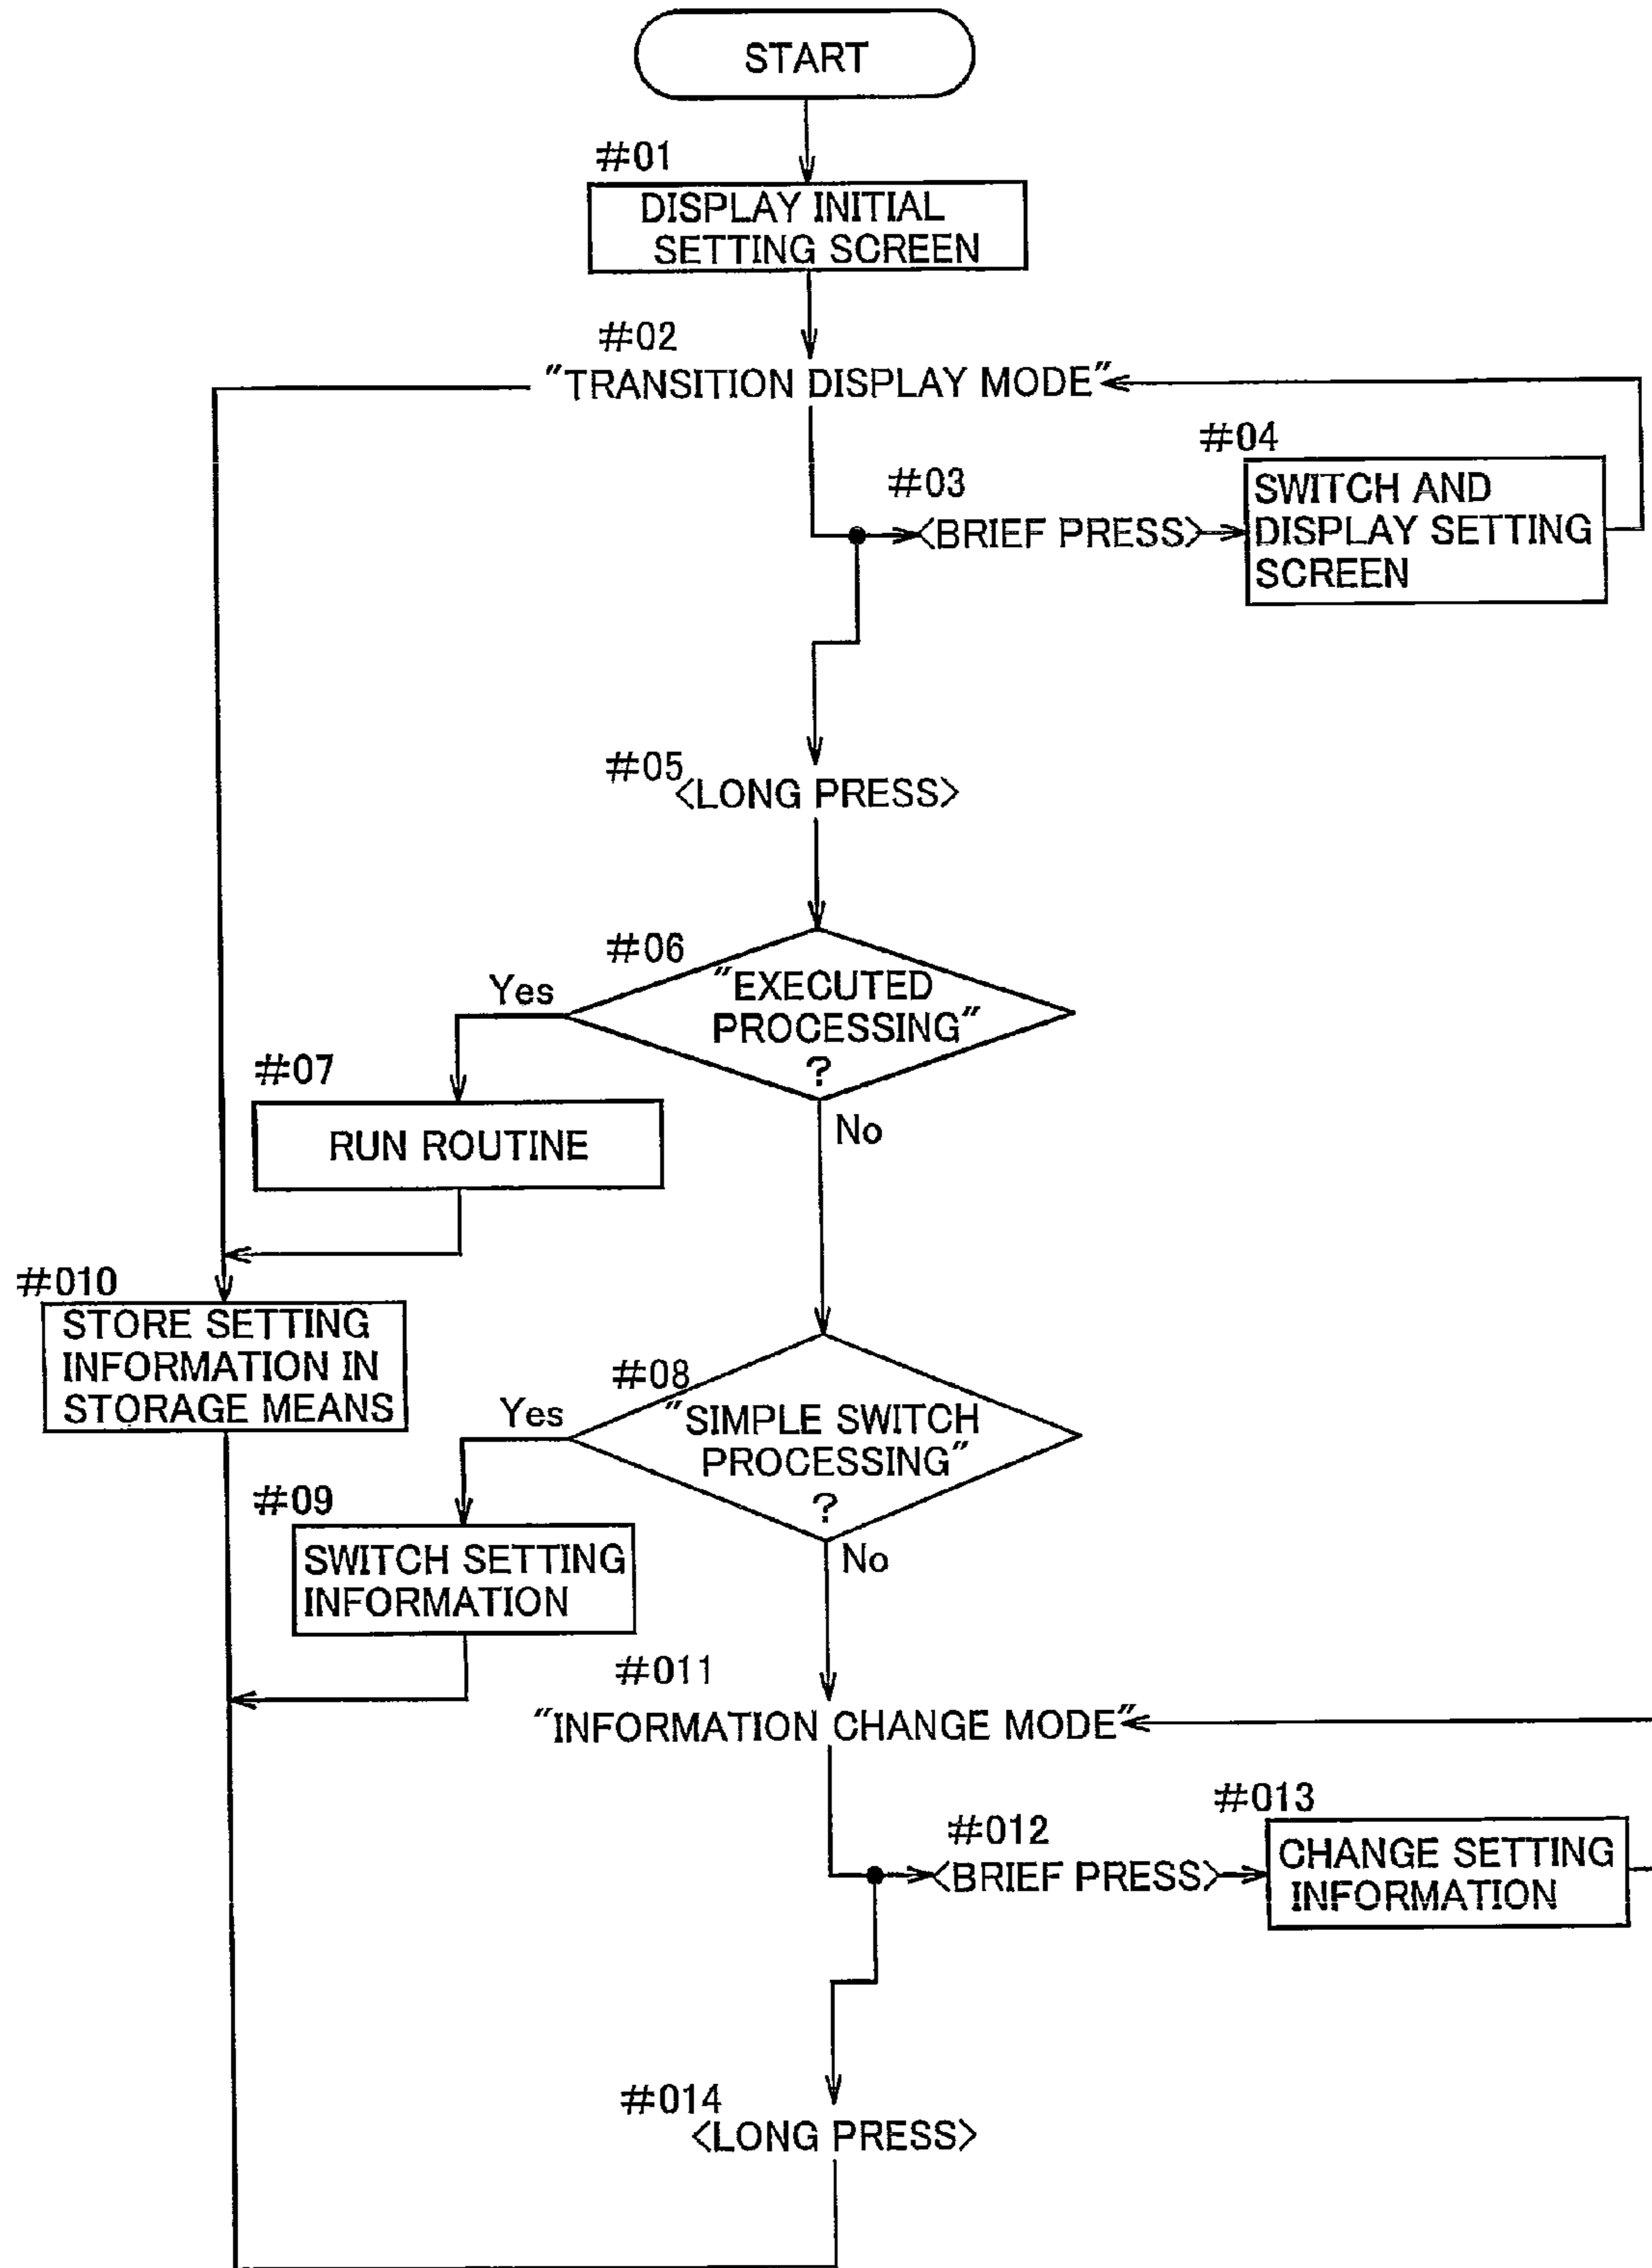 START
#01
DISPLAY INITIAL
SETTING SCREEN
#02
"TRANSITION DISPLAY MODE"
#03
<BRIEF PRESS>
#04
SWITCH AND
DISPLAY SETTING
SCREEN
#05
<LONG PRESS>
#06
"EXECUTED
PROCESSING"
?
Yes
No
#07
RUN ROUTINE
#010
STORE SETTING
INFORMATION IN
STORAGE MEANS
#08
"SIMPLE SWITCH
PROCESSING"
?
Yes
No
#09
SWITCH SETTING
INFORMATION
#011
"INFORMATION CHANGE MODE"
#012
<BRIEF PRESS>
#013
CHANGE SETTING
INFORMATION
#014
<LONG PRESS>